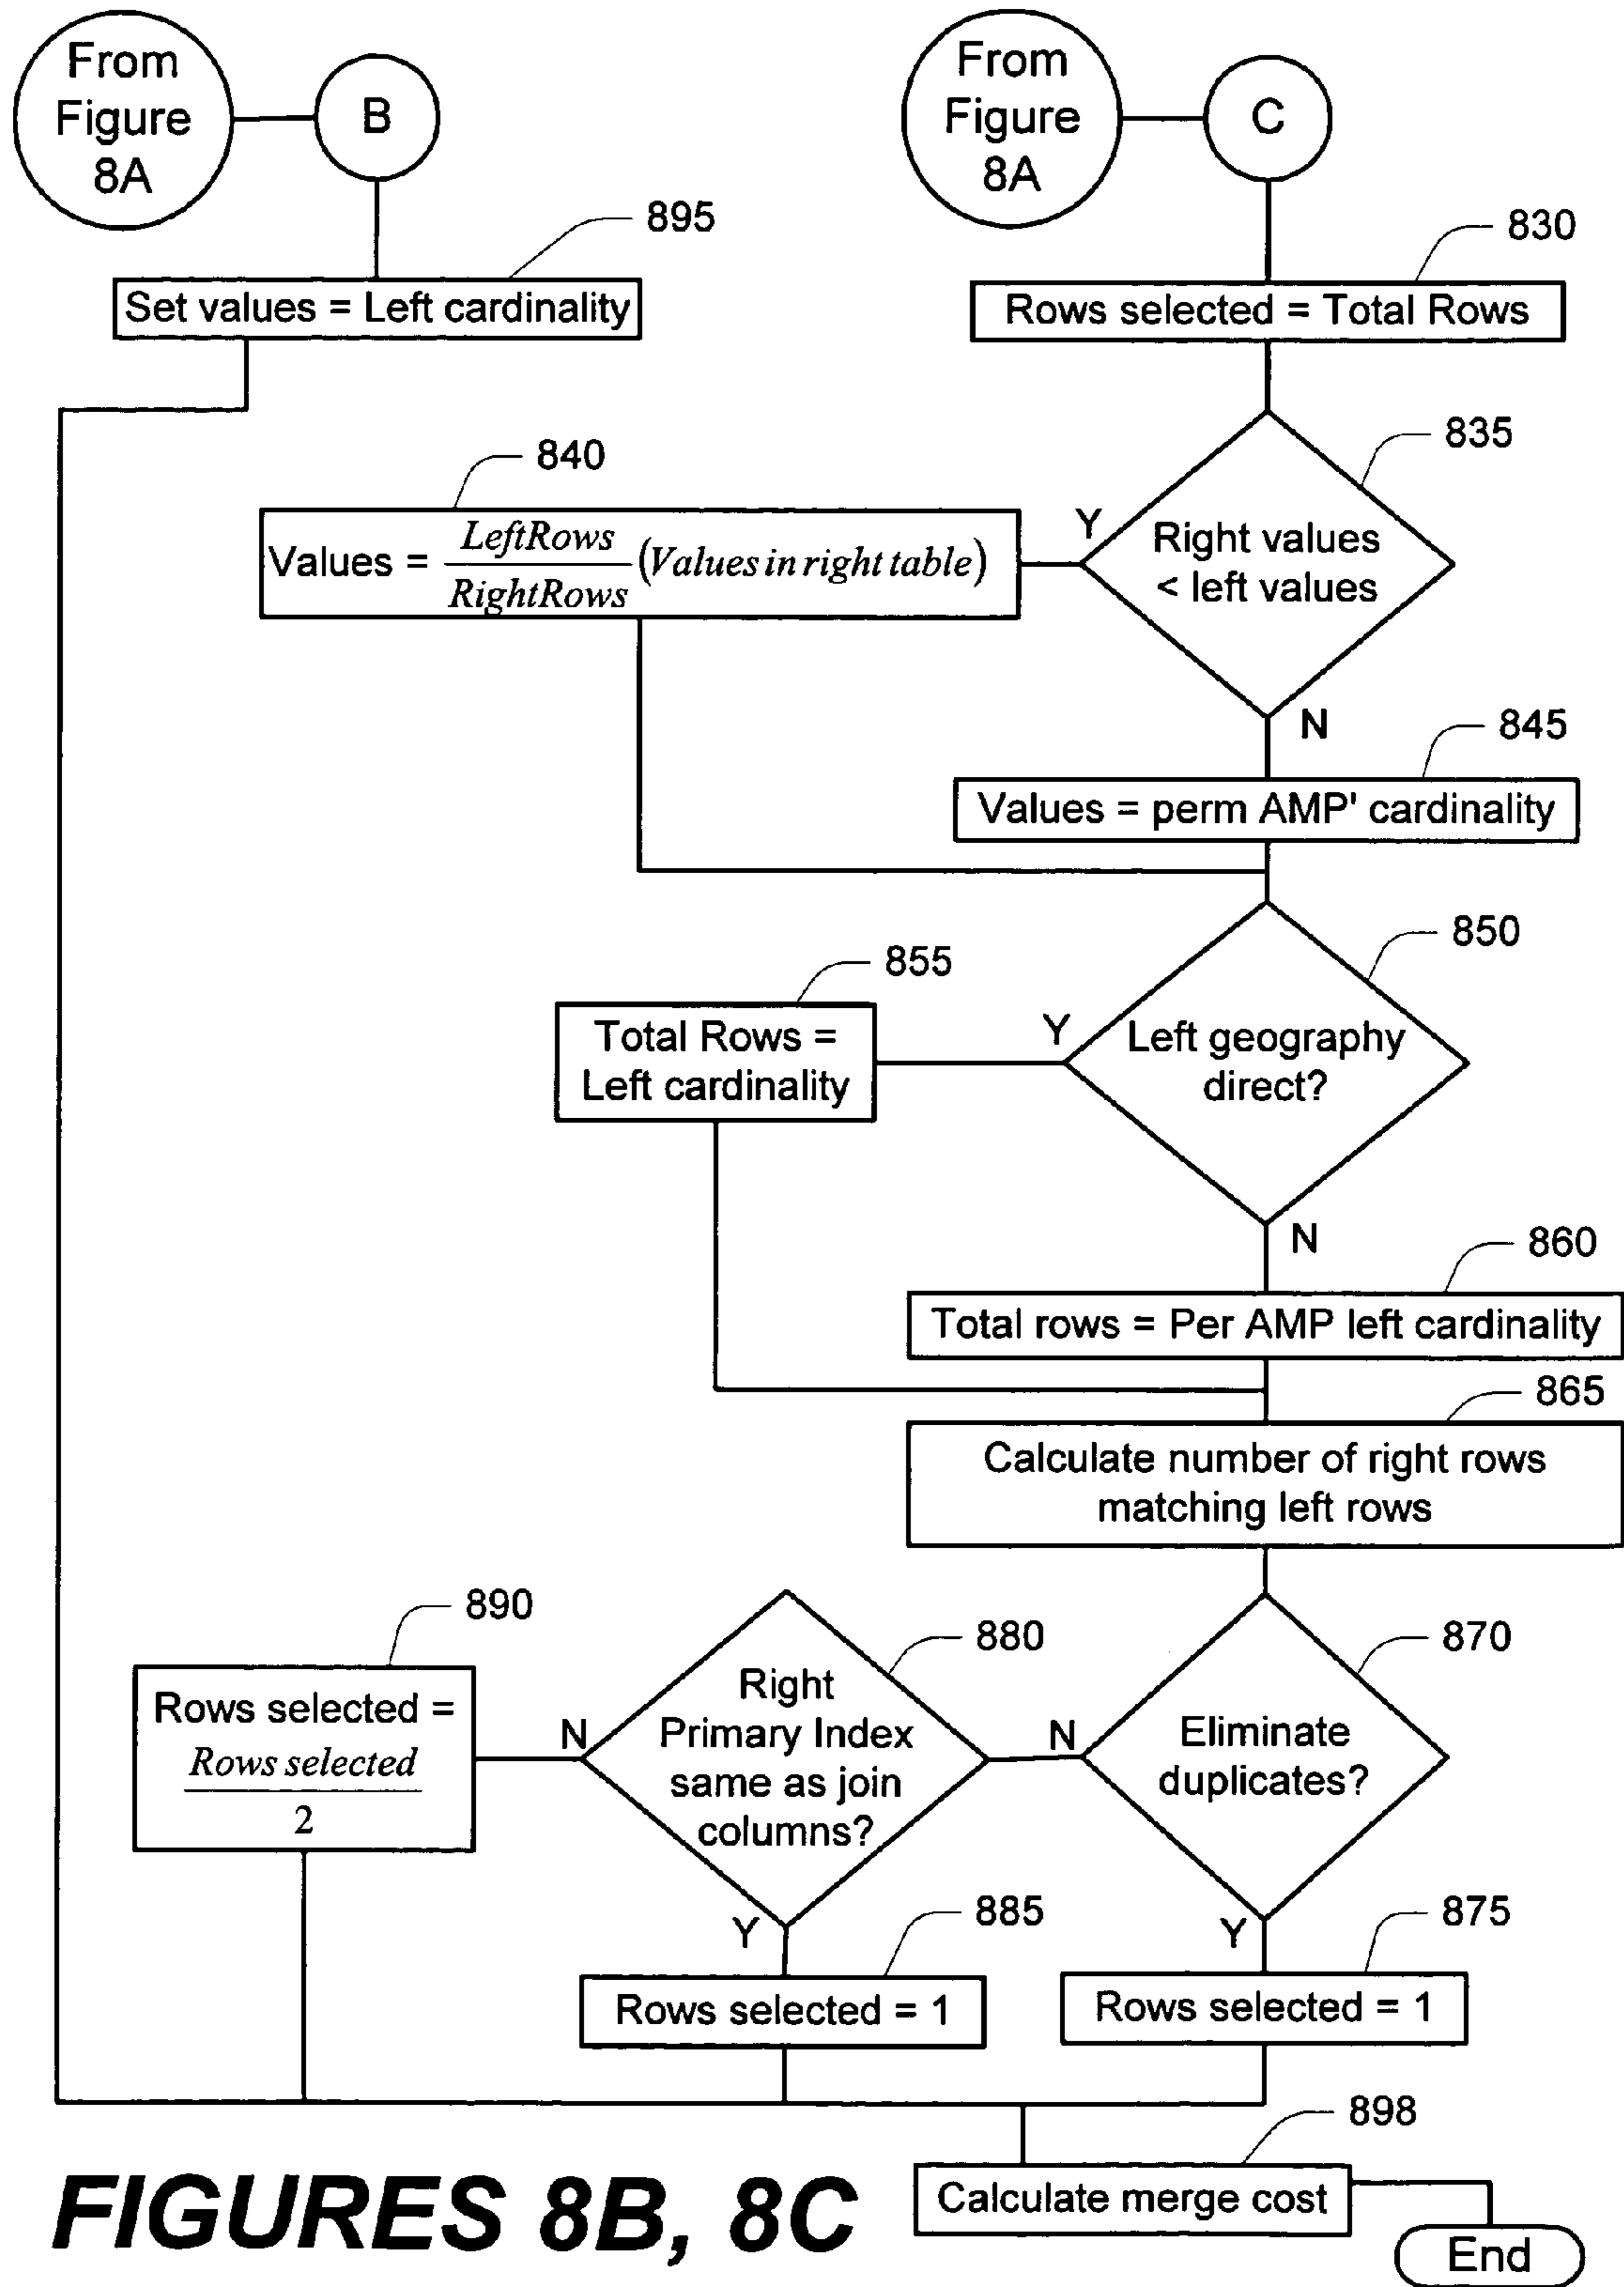 From
Figure
8A
B
895
Set values = Left cardinality
From
Figure
8A
C
830
Rows selected = Total Rows
835
Right values
< left values
Y
N
840
Values = LeftRows / RightRows (Values in right table)
845
Values = perm AMP' cardinality
850
Left geography
direct?
Y
N
855
Total Rows =
Left cardinality
860
Total rows = Per AMP left cardinality
865
Calculate number of right rows
matching left rows
870
Eliminate
duplicates?
N
Y
880
Right
Primary Index
same as join
columns?
N
Y
890
Rows selected =
Rows selected
2
885
Rows selected = 1
875
Rows selected = 1
898
Calculate merge cost
End
FIGURES 8B, 8C